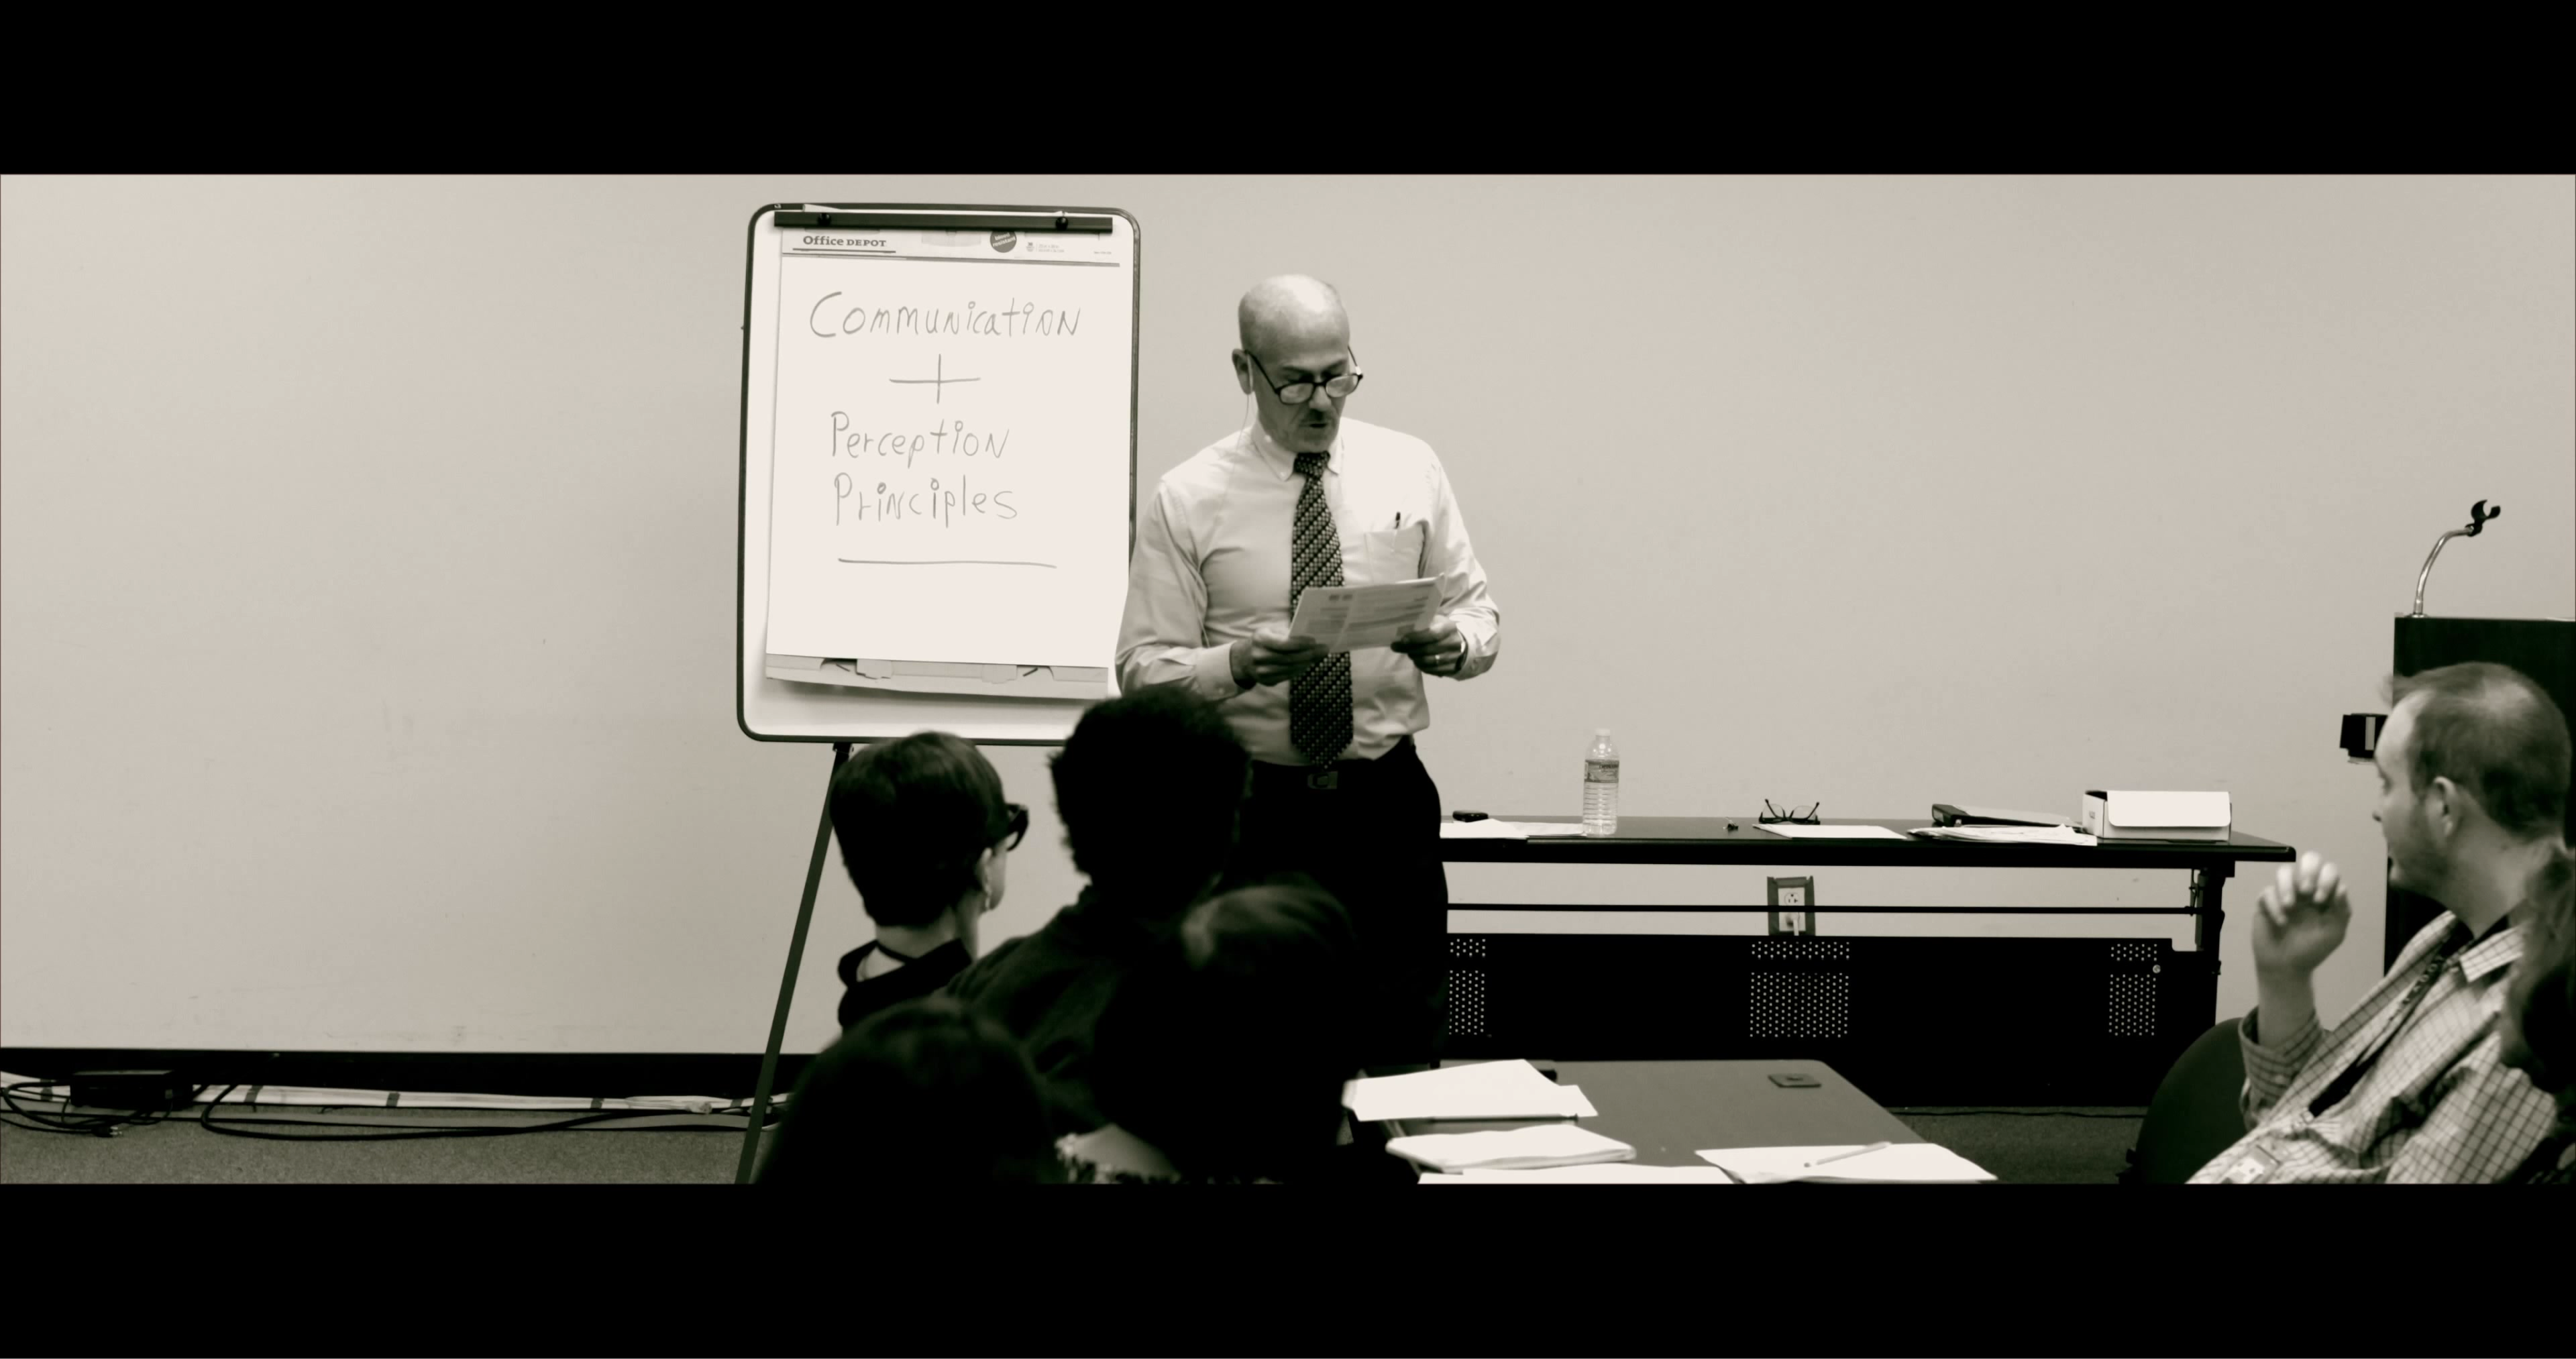 Office DEPOT
Communication
+
Perception
Principles